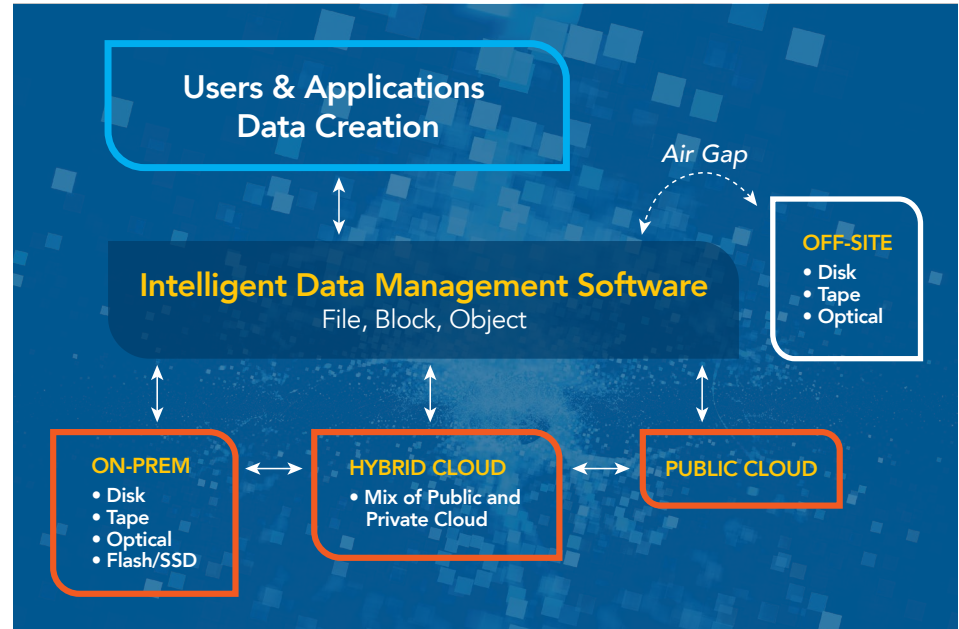 Users & Applications
Data Creation
Air Gap
OFF-SITE
• Disk
• Tape
• Optical
Intelligent Data Management Software
File, Block, Object
ON-PREM
• Disk
• Tape
• Optical
• Flash/SSD
HYBRID CLOUD
• Mix of Public and
Private Cloud
PUBLIC CLOUD